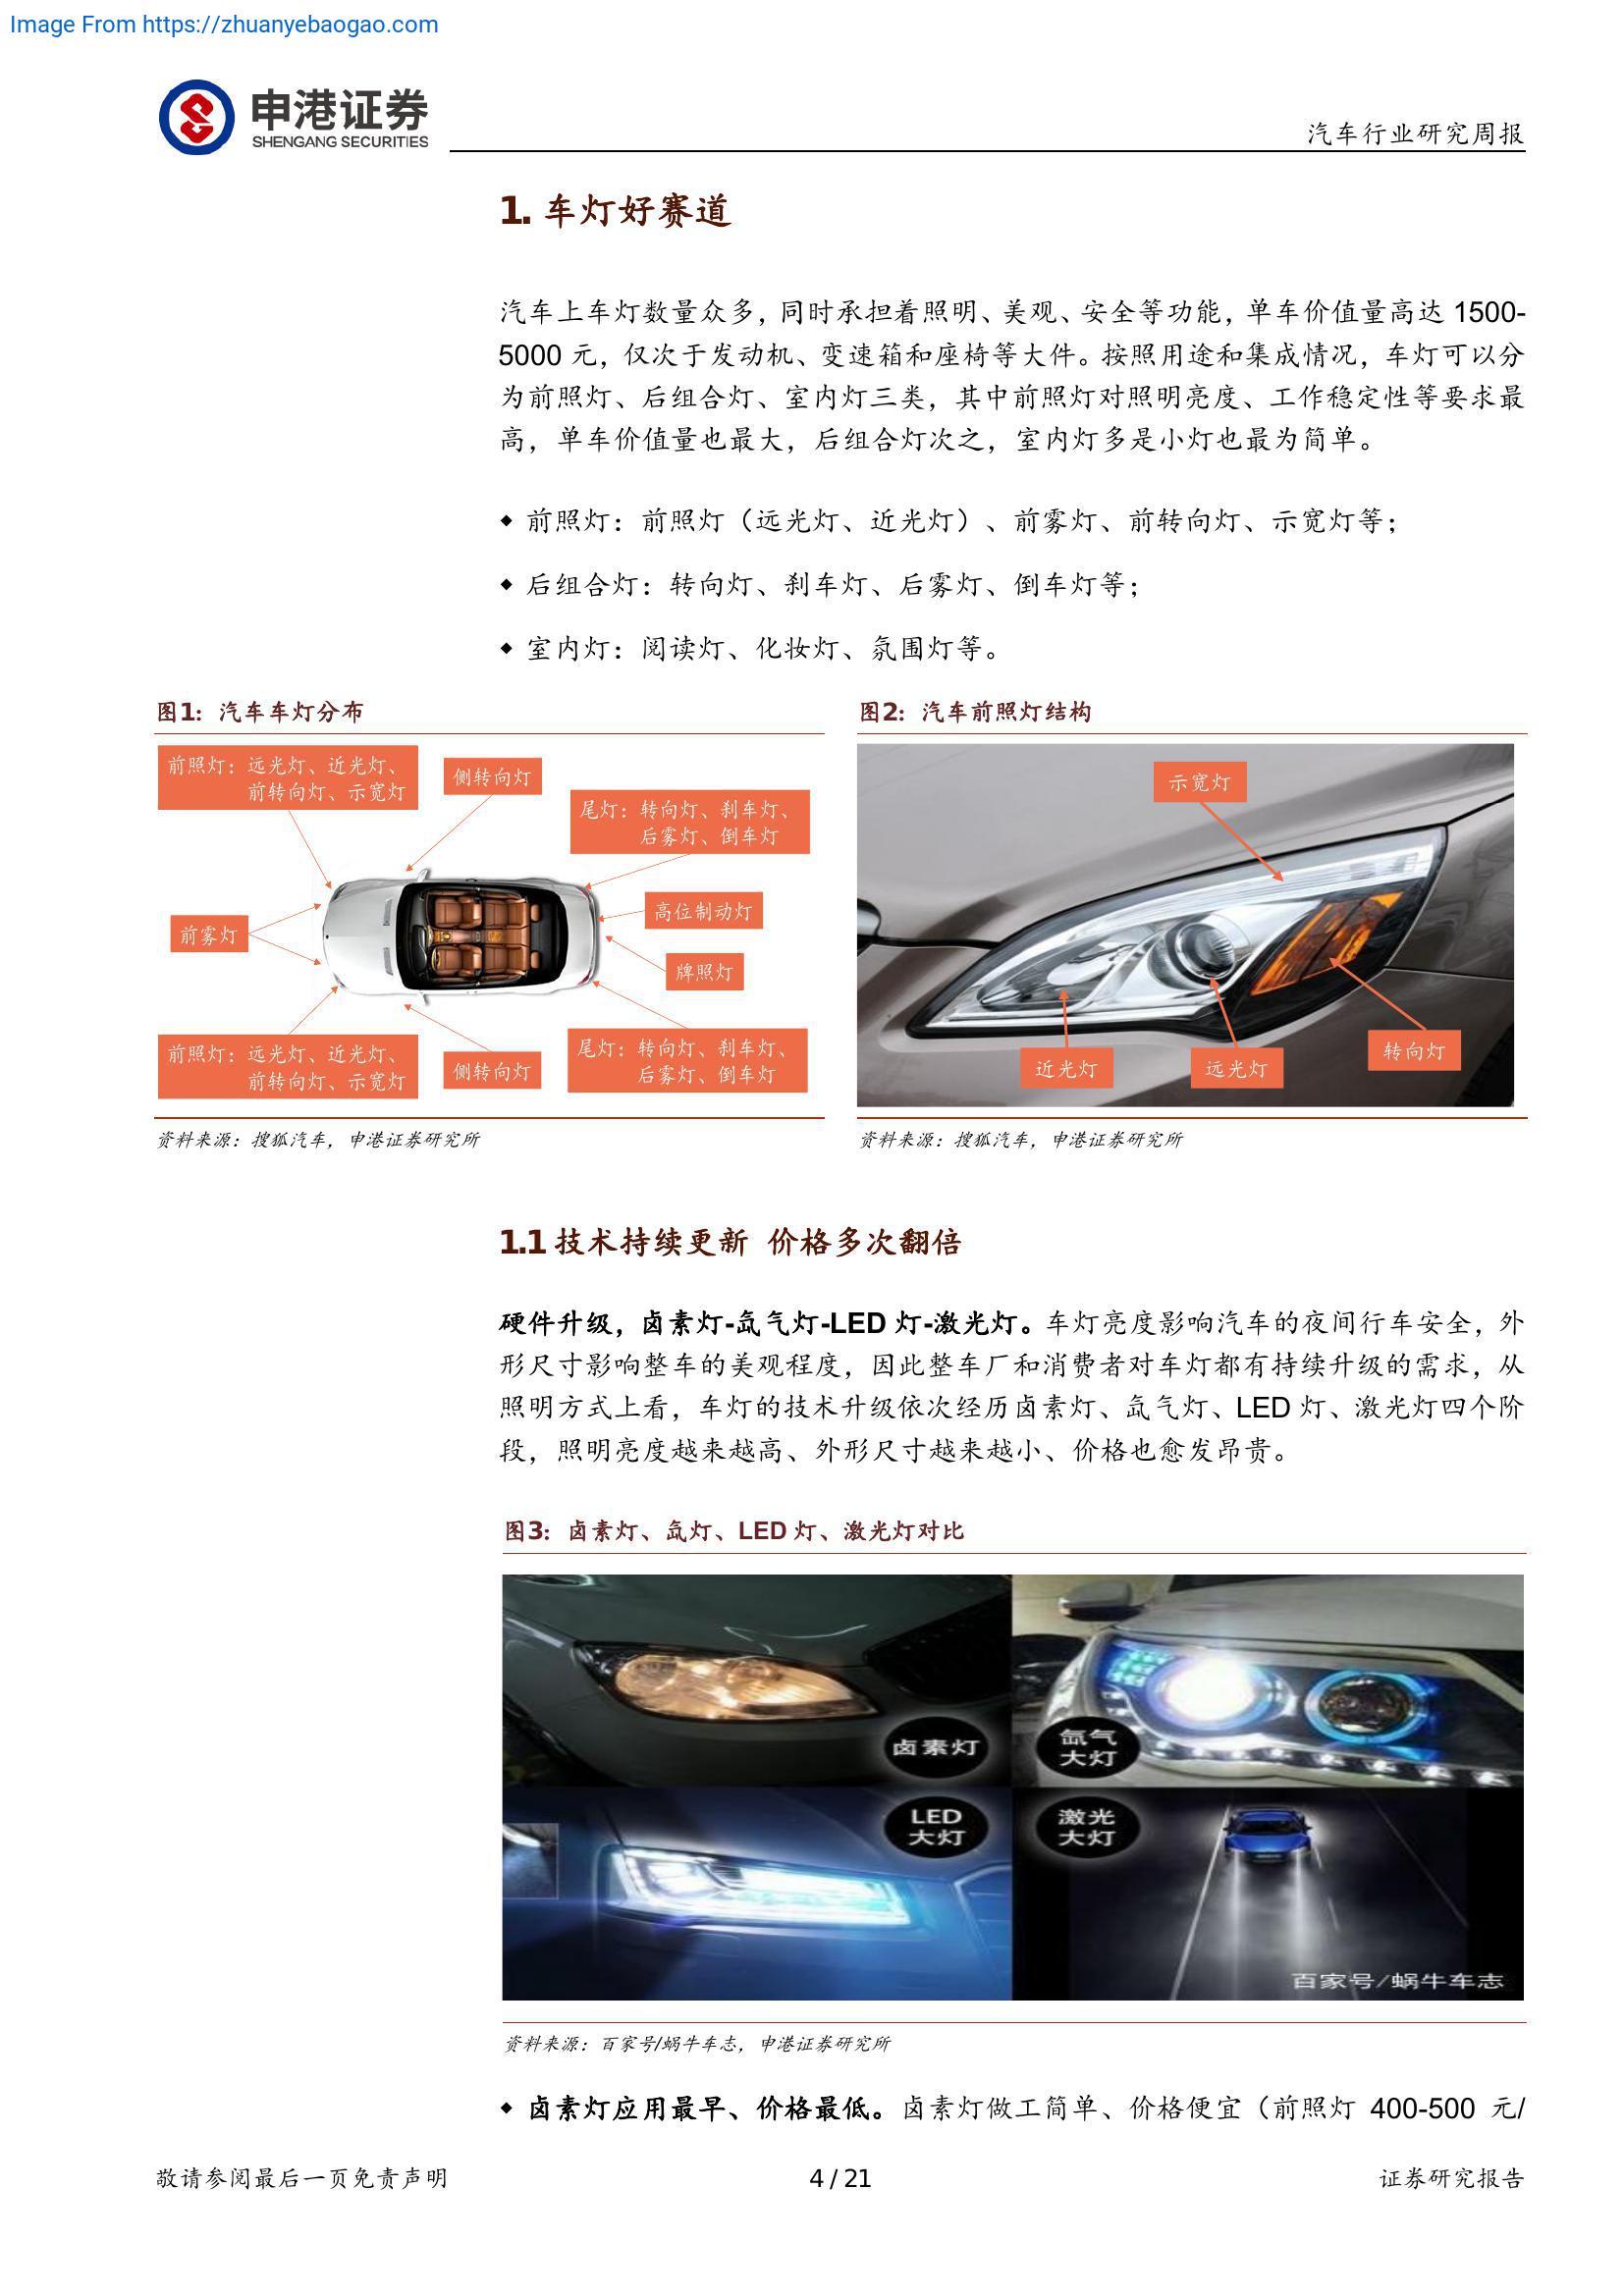 Image From https://zhuanyebaogao.com
申港证券
SHENGANG SECURITIES
汽车行业研究周报
1. 车灯好赛道
汽车上车灯数量众多，同时承担着照明、美观、安全等功能，单车价值量高达 1500-
5000 元，仅次于发动机、变速箱和座椅等大件。按照用途和集成情况，车灯可以分
为前照灯、后组合灯、室内灯三类，其中前照灯对照明亮度、工作稳定性等要求最
高，单车价值量也最大，后组合灯次之，室内灯多是小灯也最为简单。
◆ 前照灯：前照灯（远光灯、近光灯）、前雾灯、前转向灯、示宽灯等；
◆ 后组合灯：转向灯、刹车灯、后雾灯、倒车灯等；
◆ 室内灯：阅读灯、化妆灯、氛围灯等。
图1：汽车车灯分布
前照灯：远光灯、近光灯、
前转向灯、示宽灯
侧转向灯
尾灯：转向灯、刹车灯、
后雾灯、倒车灯
高位制动灯
前雾灯
牌照灯
前照灯：远光灯、近光灯、
前转向灯、示宽灯
侧转向灯
尾灯：转向灯、刹车灯、
后雾灯、倒车灯
资料来源：搜狐汽车，申港证券研究所
图2：汽车前照灯结构
示宽灯
近光灯
远光灯
转向灯
资料来源：搜狐汽车，申港证券研究所
1.1 技术持续更新 价格多次翻倍
硬件升级，卤素灯-氙气灯-LED 灯-激光灯。车灯亮度影响汽车的夜间行车安全，外
形尺寸影响整车的美观程度，因此整车厂和消费者对车灯都有持续升级的需求，从
照明方式上看，车灯的技术升级依次经历卤素灯、氙气灯、LED 灯、激光灯四个阶
段，照明亮度越来越高、外形尺寸越来越小、价格也愈发昂贵。
图3：卤素灯、氙灯、LED 灯、激光灯对比
卤素灯
氙气
大灯
LED
大灯
激光
大灯
百家号/蜗牛车志
资料来源：百家号/蜗牛车志，申港证券研究所
◆ 卤素灯应用最早、价格最低。卤素灯做工简单、价格便宜（前照灯 400-500 元/
敬请参阅最后一页免责声明
4 / 21
证券研究报告